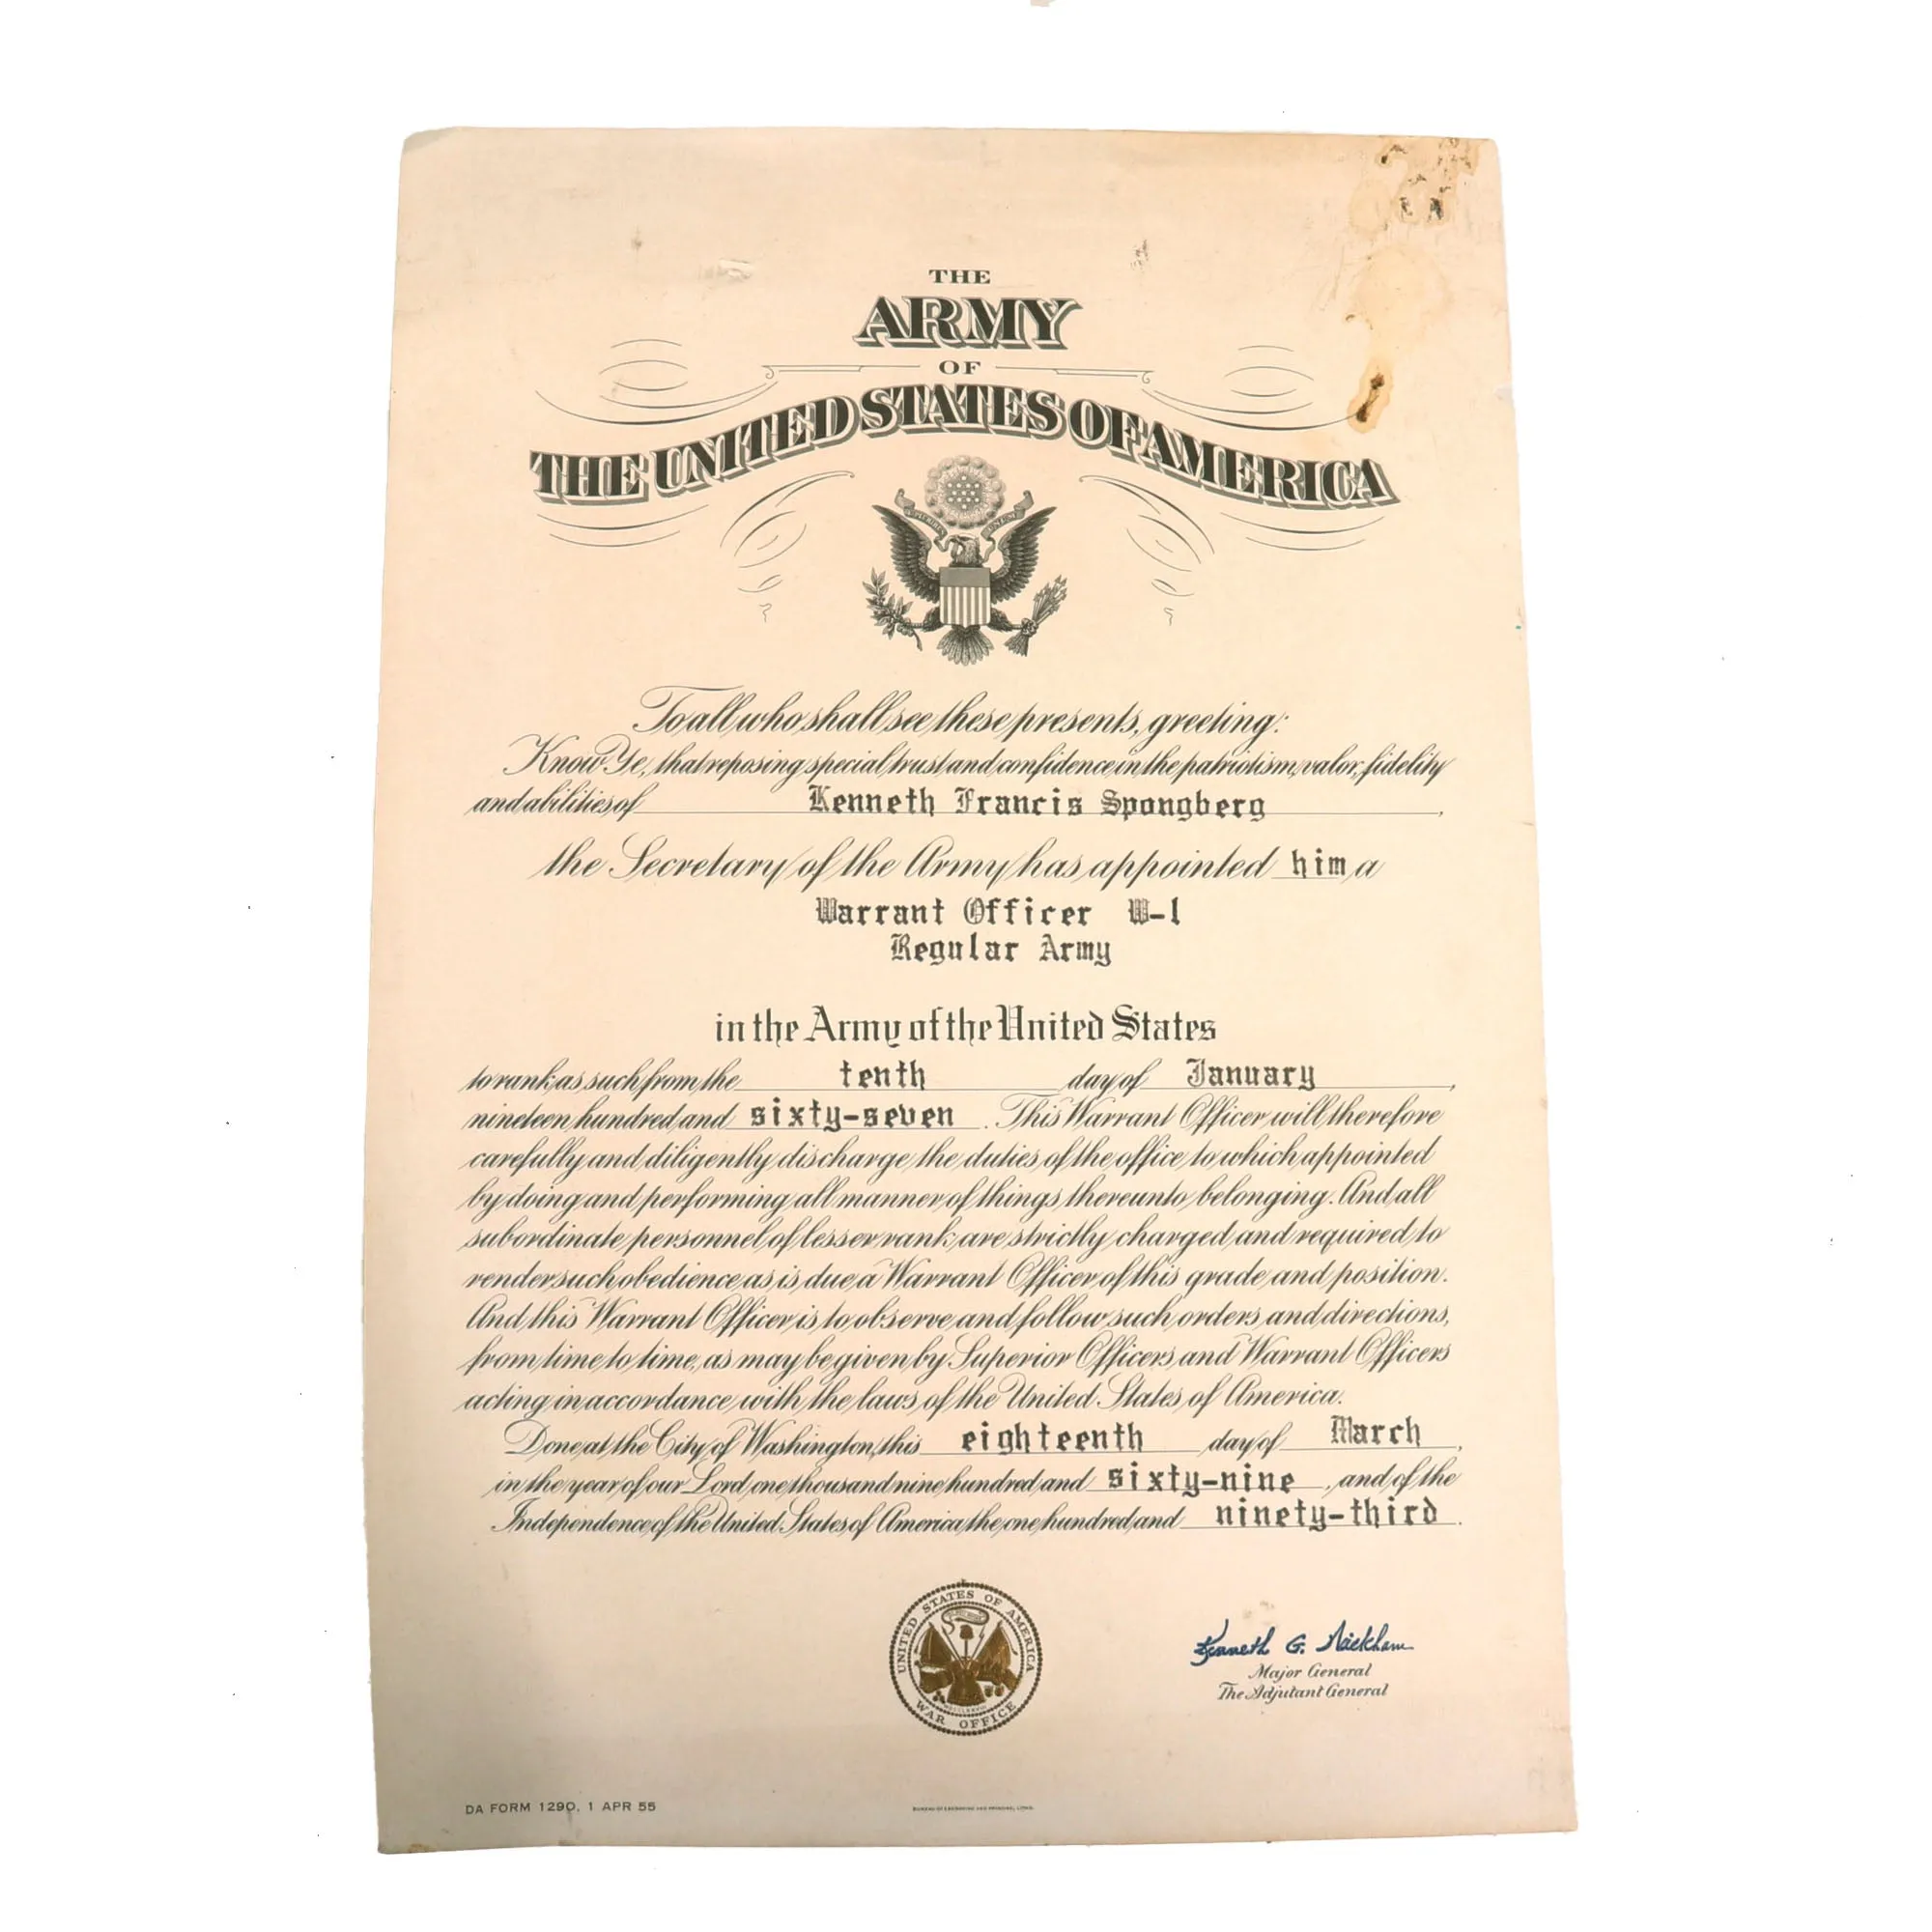 THE
ARMY
OF
THE UNITED STATES OF AMERICA
To all who shall see these presents, greeting:
Know Ye, that reposing special trust and confidence in the patriotism, valor, fidelity
and abilities of Kenneth Francis Spongberg,
the Secretary of the Army has appointed him a
Warrant Officer W-1
Regular Army
in the Army of the United States
to rank as such from the tenth day of January,
nineteen hundred and sixty-seven. This Warrant Officer will therefore
carefully and diligently discharge the duties of the office to which appointed
by doing and performing all manner of things thereunto belonging. And all
subordinate personnel of lesser rank are strictly charged and required to
render such obedience as is due a Warrant Officer of this grade and position.
And this Warrant Officer is to observe and follow such orders and directions,
from time to time, as may be given by Superior Officers and Warrant Officers
acting in accordance with the laws of the United States of America.
Done at the City of Washington, this eighteenth day of March,
in the year of our Lord one thousand nine hundred and sixty-nine, and of the
Independence of the United States of America the one hundred and ninety-third.
UNITED STATES OF AMERICA
WAR OFFICE
Kenneth G. Wickham
Major General
The Adjutant General
DA FORM 1290, 1 APR 55